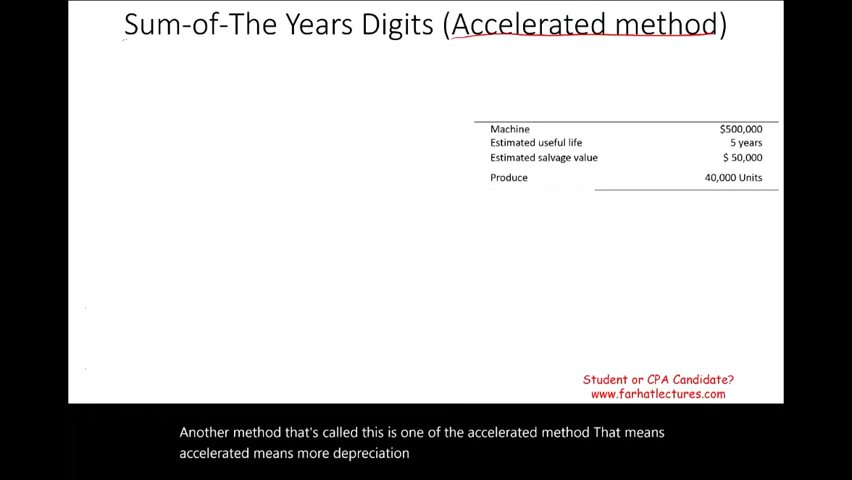 Sum-of-The Years Digits (Accelerated method)
Machine $500,000
Estimated useful life 5 years
Estimated salvage value $ 50,000
Produce 40,000 Units
Student or CPA Candidate?
www.farhatlectures.com
Another method that's called this is one of the accelerated method That means
accelerated means more depreciation